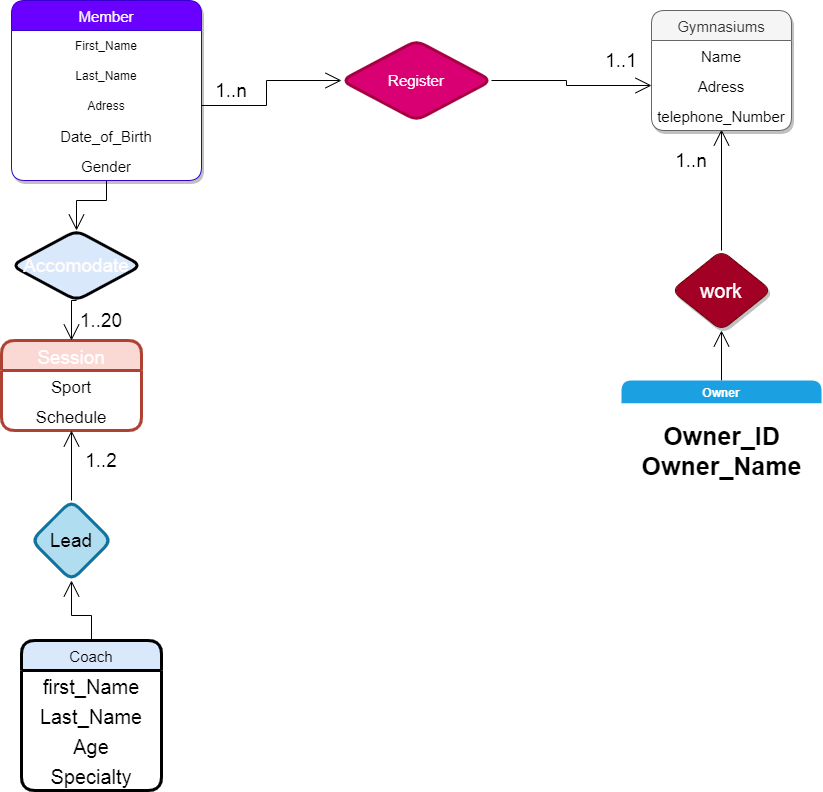 Member
First_Name
Last_Name
Adress
Date_of_Birth
Gender
1..n
Register
1..1
Gymnasiums
Name
Adress
telephone_Number
1..n
work
Owner
Owner_ID
Owner_Name
Accomodate
1..20
Session
Sport
Schedule
1..2
Lead
Coach
first_Name
Last_Name
Age
Specialty